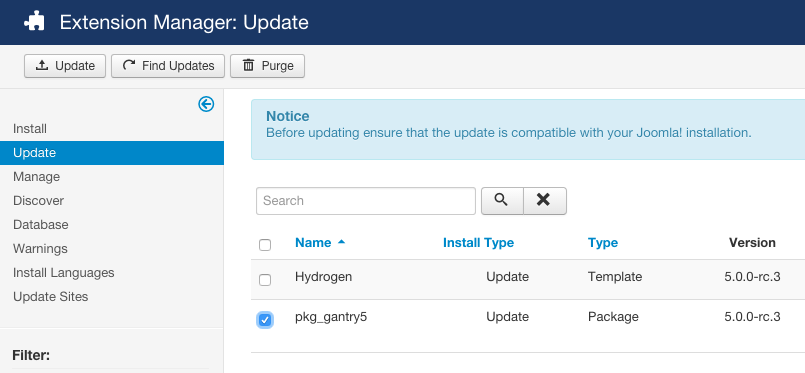 Extension Manager: Update
Update Find Updates Purge
Install
Update
Manage
Discover
Database
Warnings
Install Languages
Update Sites
Filter:
Notice
Before updating ensure that the update is compatible with your Joomla! installation.
Search
Name Install Type Type Version
Hydrogen Update Template 5.0.0-rc.3
pkg_gantry5 Update Package 5.0.0-rc.3